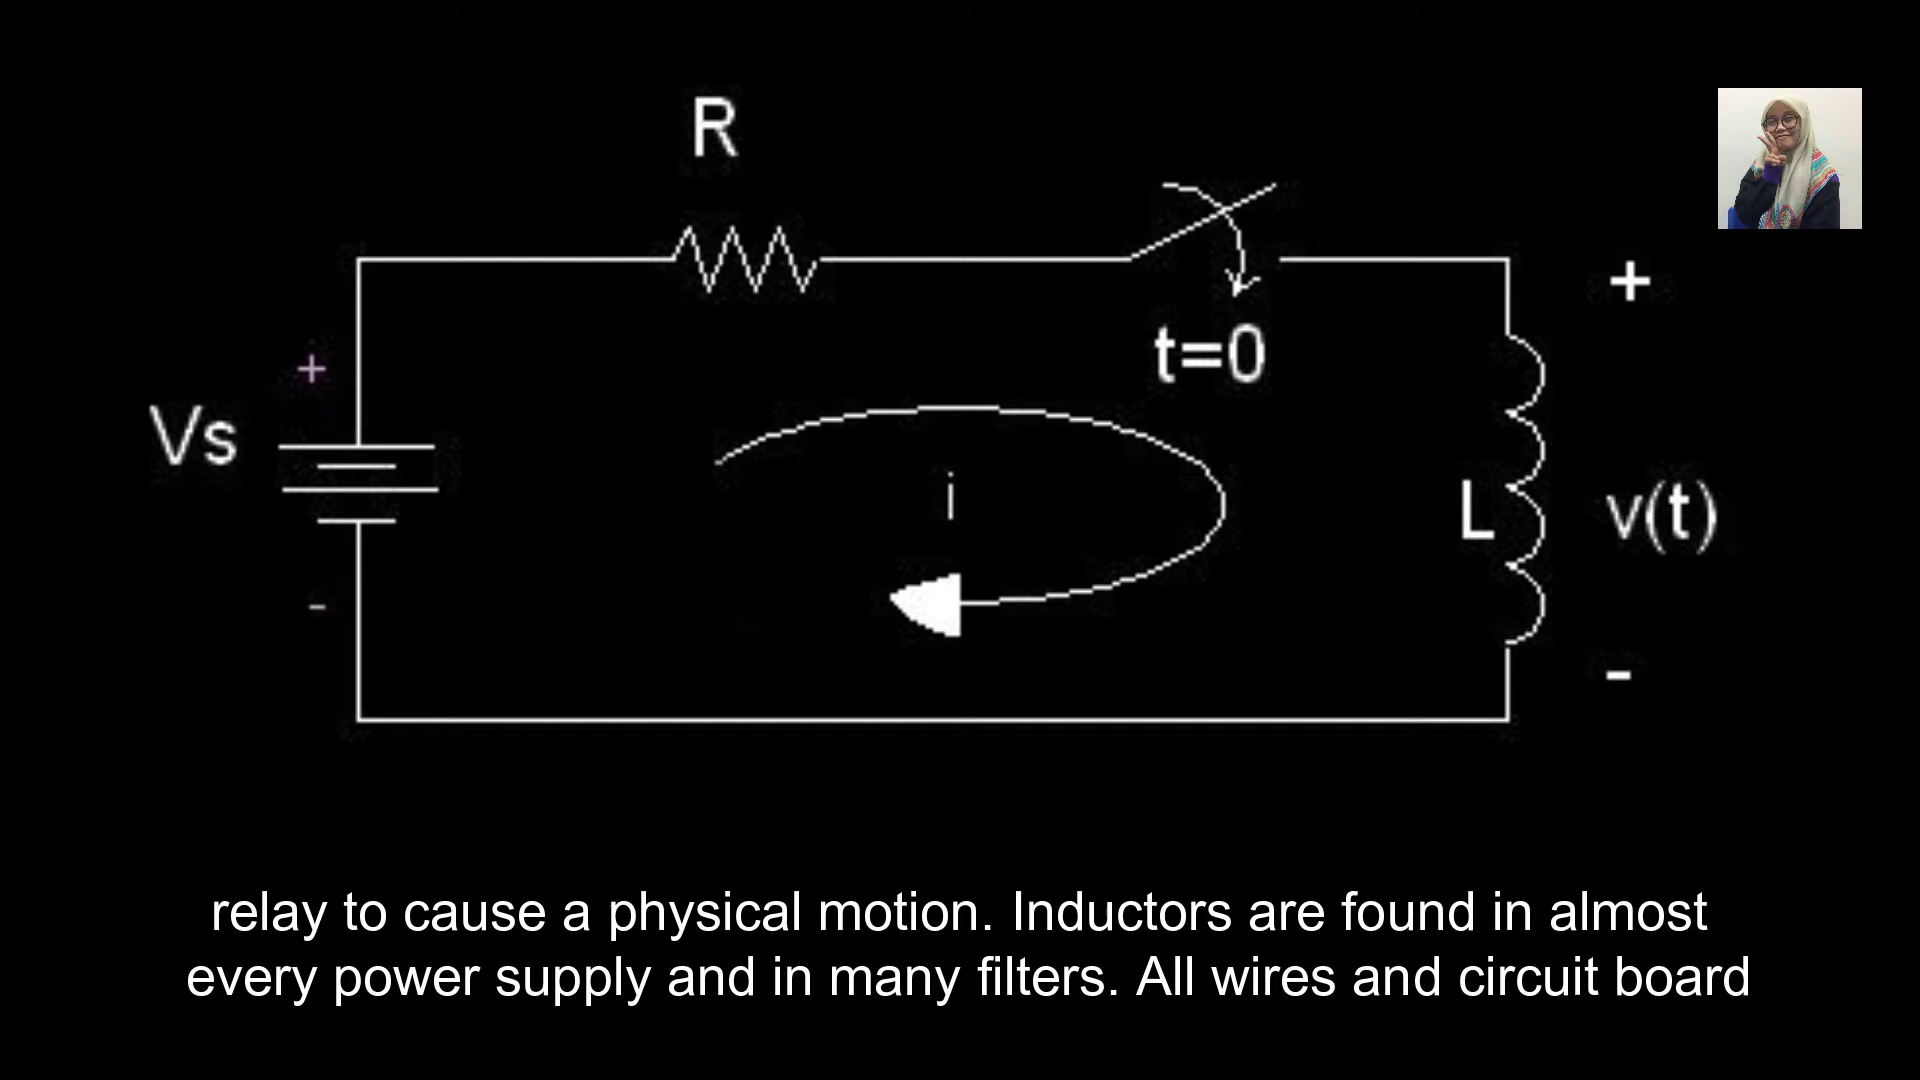 R
t=0
+
+
Vs
i
L
v(t)
-
-
relay to cause a physical motion. Inductors are found in almost
every power supply and in many filters. All wires and circuit board